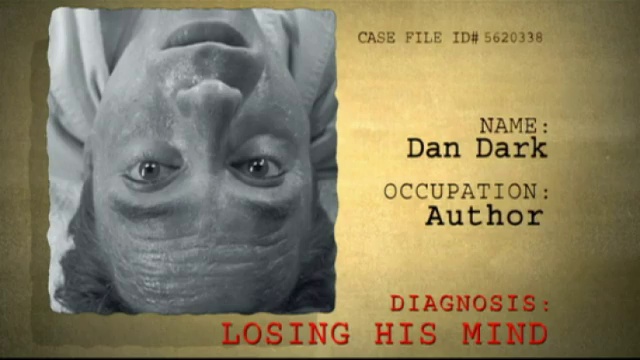 CASE FILE ID# 5620338
NAME:
Dan Dark
OCCUPATION:
Author
DIAGNOSIS:
LOSING HIS MIND